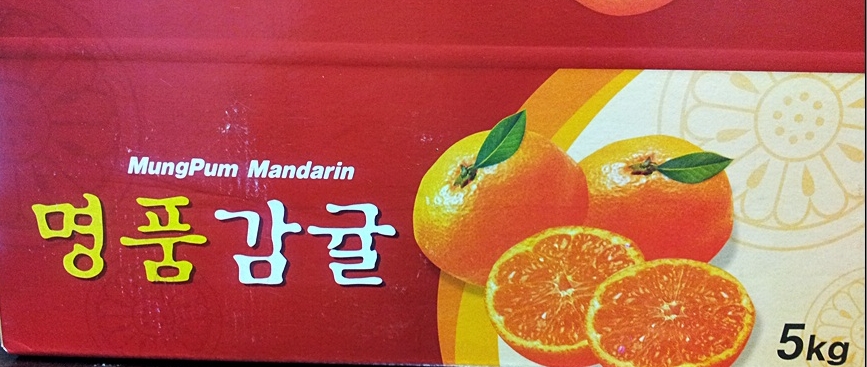 MungPum Mandarin
명품감귤
5kg